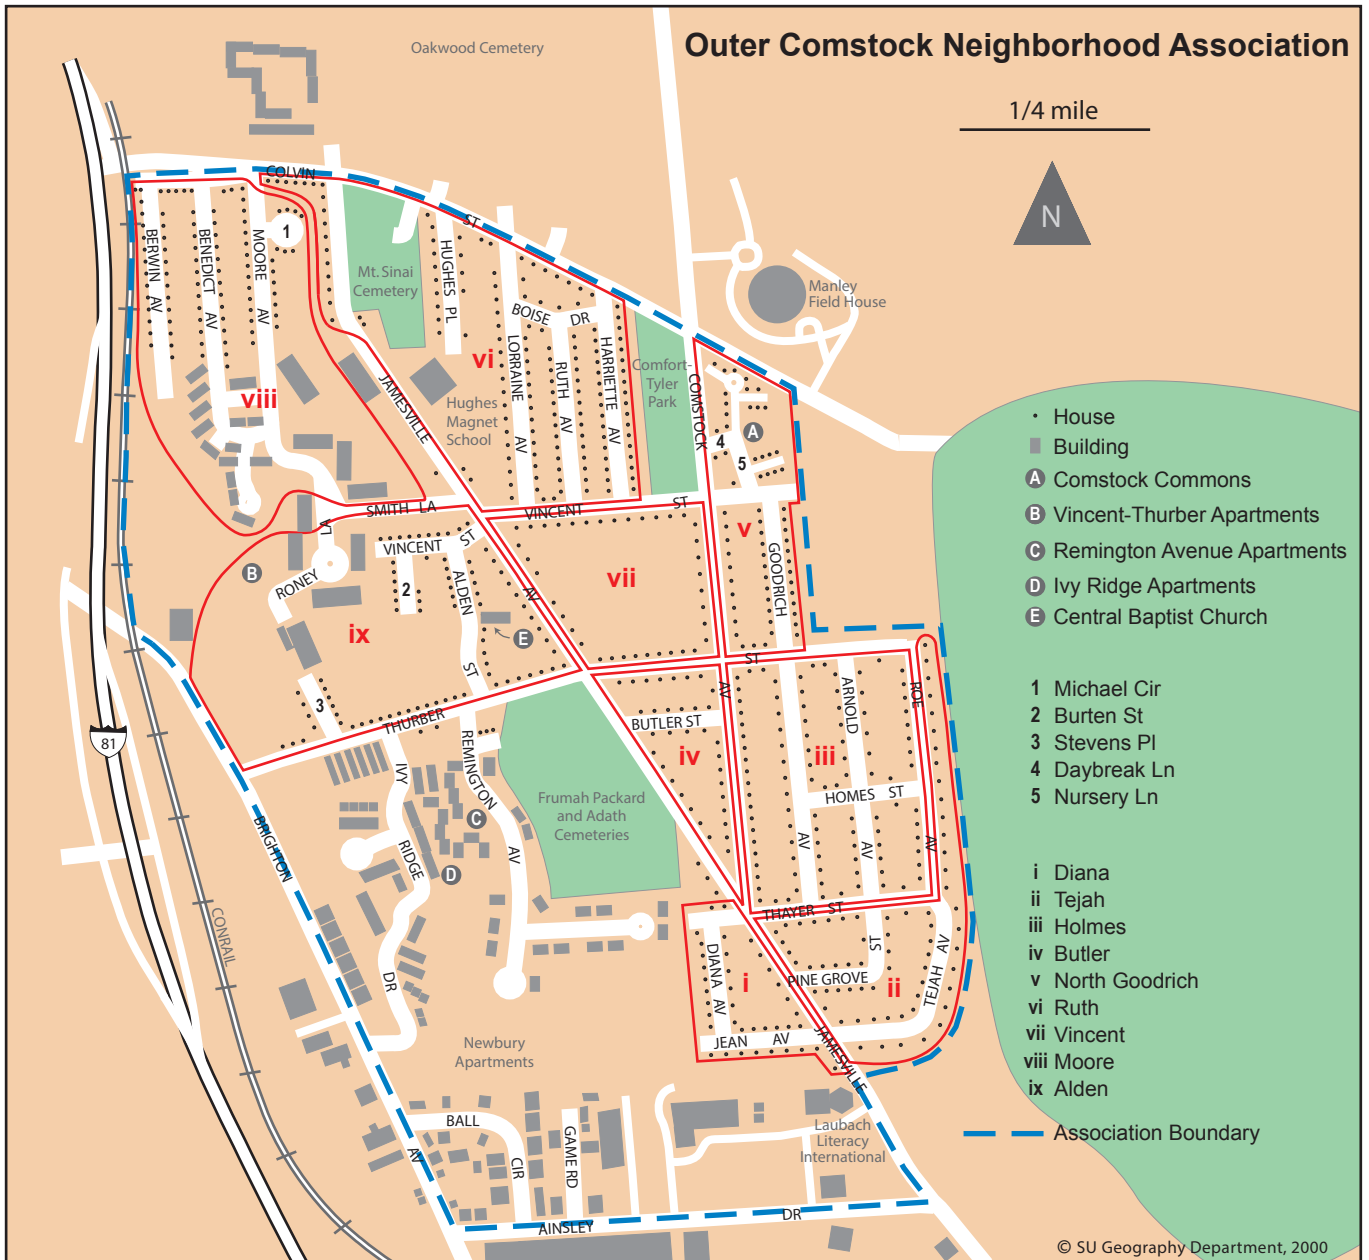 Oakwood Cemetery
Outer Comstock Neighborhood Association
1/4 mile
N
COLVIN
ST
BERWIN AV
BENEDICT AV
MOORE AV
1
Mt. Sinai
Cemetery
HUGHES PL
Manley
Field House
BOISE DR
LORRAINE AV
RUTH AV
HARRIETTE AV
vi
Comfort-
Tyler
Park
COMSTOCK
JAMESVILLE
viii
Hughes
Magnet
School
4
A
5
House
Building
A Comstock Commons
B Vincent-Thurber Apartments
C Remington Avenue Apartments
D Ivy Ridge Apartments
E Central Baptist Church
SMITH LA
VINCENT
ST
LA
VINCENT
ST
v
GOODRICH
B
RONEY
2
ALDEN
AV
vii
ix
E
ST
ST
3
THURBER
AV
ARNOLD
ROE
BUTLER ST
iv
iii
81
IVY
REMINGTON
HOMES ST
Frumah Packard
and Adath
Cemeteries
C
BRIGHTON
RIDGE
AV
D
AV
AV
AV
1 Michael Cir
2 Burten St
3 Stevens Pl
4 Daybreak Ln
5 Nursery Ln
i Diana
ii Tejah
iii Holmes
iv Butler
v North Goodrich
vi Ruth
vii Vincent
viii Moore
ix Alden
Association Boundary
THAYER ST
CONRAIL
DIANA AV
ST
TEJAH AV
DR
i
PINE GROVE
ii
JEAN AV
JAMESVILLE
Newbury
Apartments
BALL
CIR
GAME RD
AV
Laubach
Literacy
International
AINSLEY
DR
© SU Geography Department, 2000